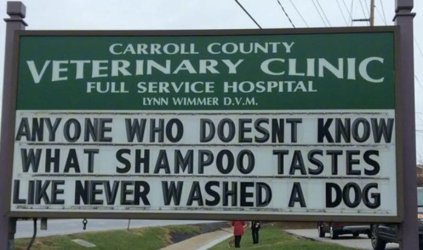 CARROLL COUNTY
VETERINARY CLINIC
FULL SERVICE HOSPITAL
LYNN WIMMER D.V.M.
ANYONE WHO DOESNT KNOW
WHAT SHAMPOO TASTES
LIKE NEVER WASHED A DOG